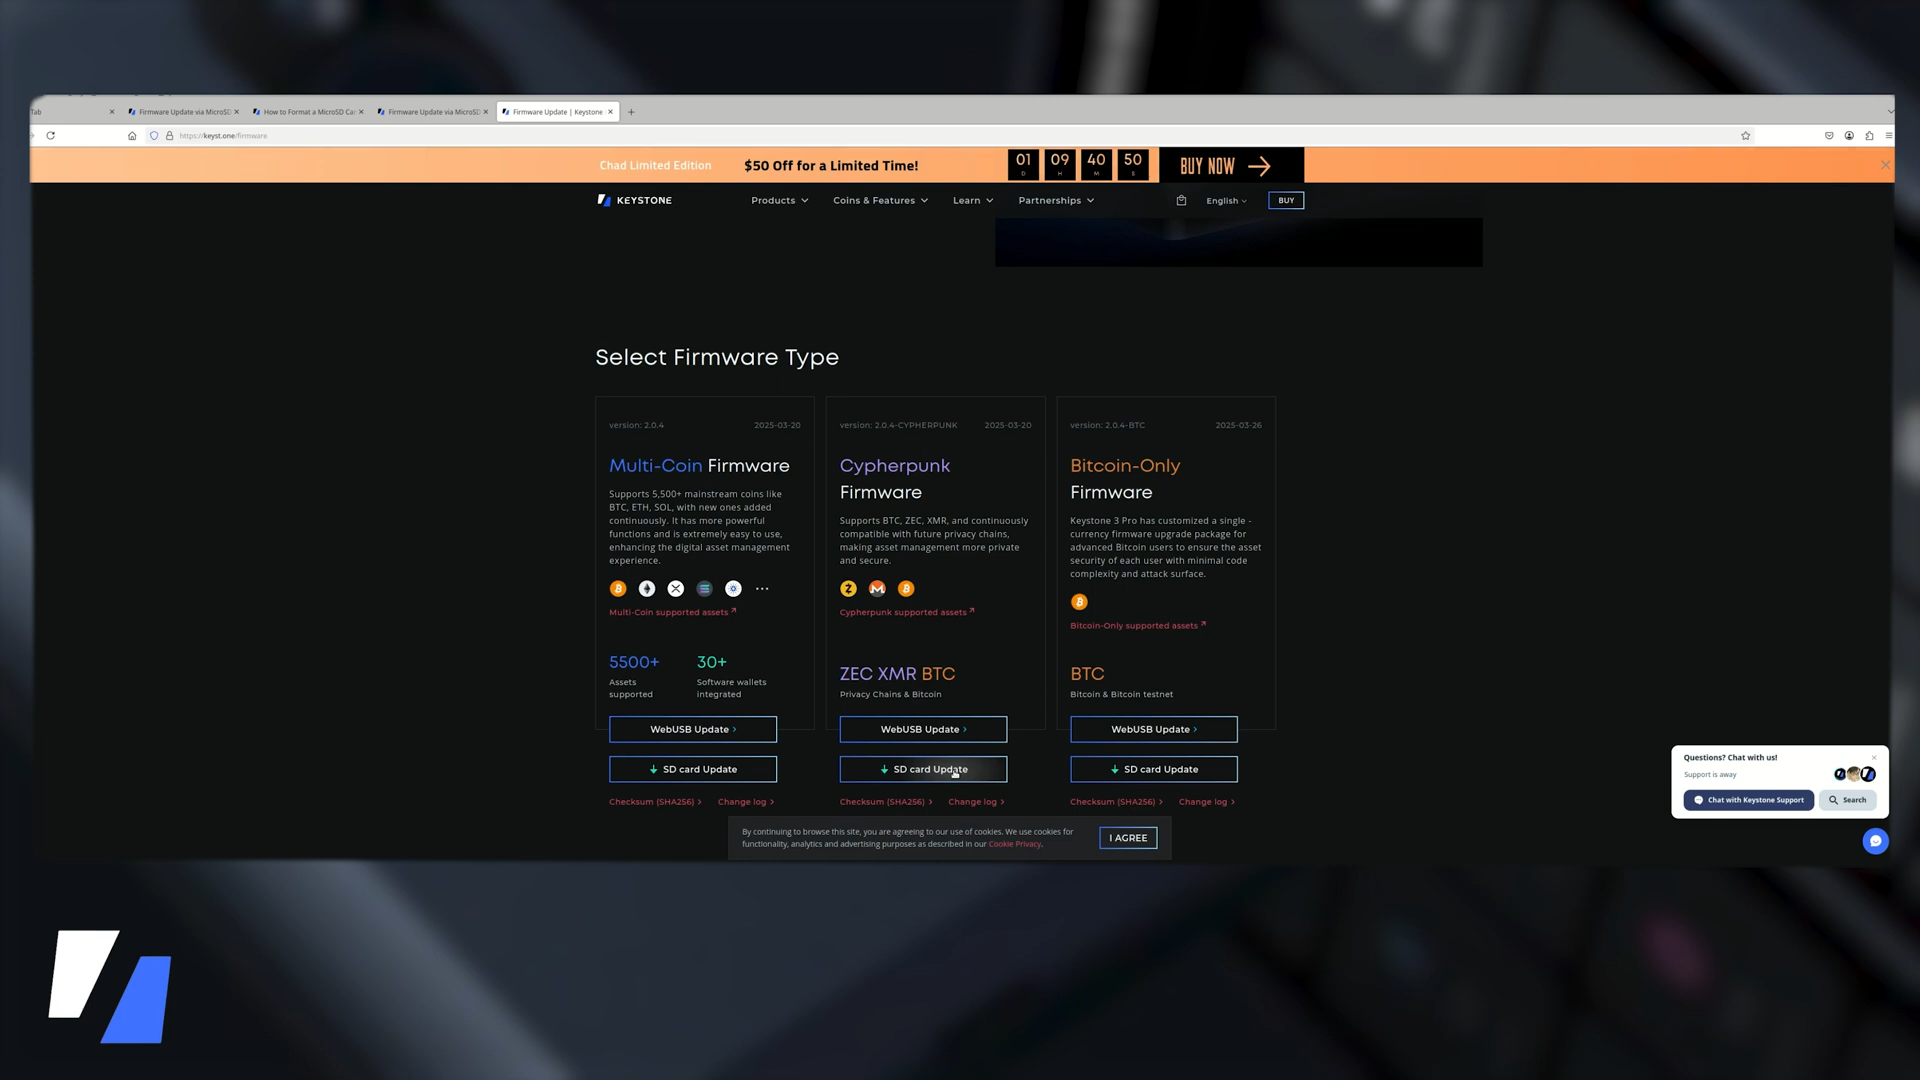 Tab
Firmware Update via MicroSD
How to Format a MicroSD Ca
Firmware Update via MicroSD
Firmware Update | Keystone
https://keyst.one/firmware
Chad Limited Edition
$50 Off for a Limited Time!
01 09 40 50
D H M S
BUY NOW
KEYSTONE
Products
Coins & Features
Learn
Partnerships
English
BUY
Select Firmware Type
version: 2.0.4
2025-03-20
Multi-Coin Firmware
Supports 5,500+ mainstream coins like
BTC, ETH, SOL, with new ones added
continuously. It has more powerful
functions and is extremely easy to use,
enhancing the digital asset management
experience.
Multi-Coin supported assets
5500+
Assets
supported
30+
Software wallets
integrated
WebUSB Update
SD card Update
Checksum (SHA256)
Change log
version: 2.0.4-CYPHERPUNK
2025-03-20
Cypherpunk
Firmware
Supports BTC, ZEC, XMR, and continuously
compatible with future privacy chains,
making asset management more private
and secure.
Cypherpunk supported assets
ZEC XMR BTC
Privacy Chains & Bitcoin
WebUSB Update
SD card Update
Checksum (SHA256)
Change log
version: 2.0.4-BTC
2025-03-26
Bitcoin-Only
Firmware
Keystone 3 Pro has customized a single -
currency firmware upgrade package for
advanced Bitcoin users to ensure the asset
security of each user with minimal code
complexity and attack surface.
Bitcoin-Only supported assets
BTC
Bitcoin & Bitcoin testnet
WebUSB Update
SD card Update
Checksum (SHA256)
Change log
By continuing to browse this site, you are agreeing to our use of cookies. We use cookies for
functionality, analytics and advertising purposes as described in our Cookie Privacy.
I AGREE
Questions? Chat with us!
Support is away
Chat with Keystone Support
Search